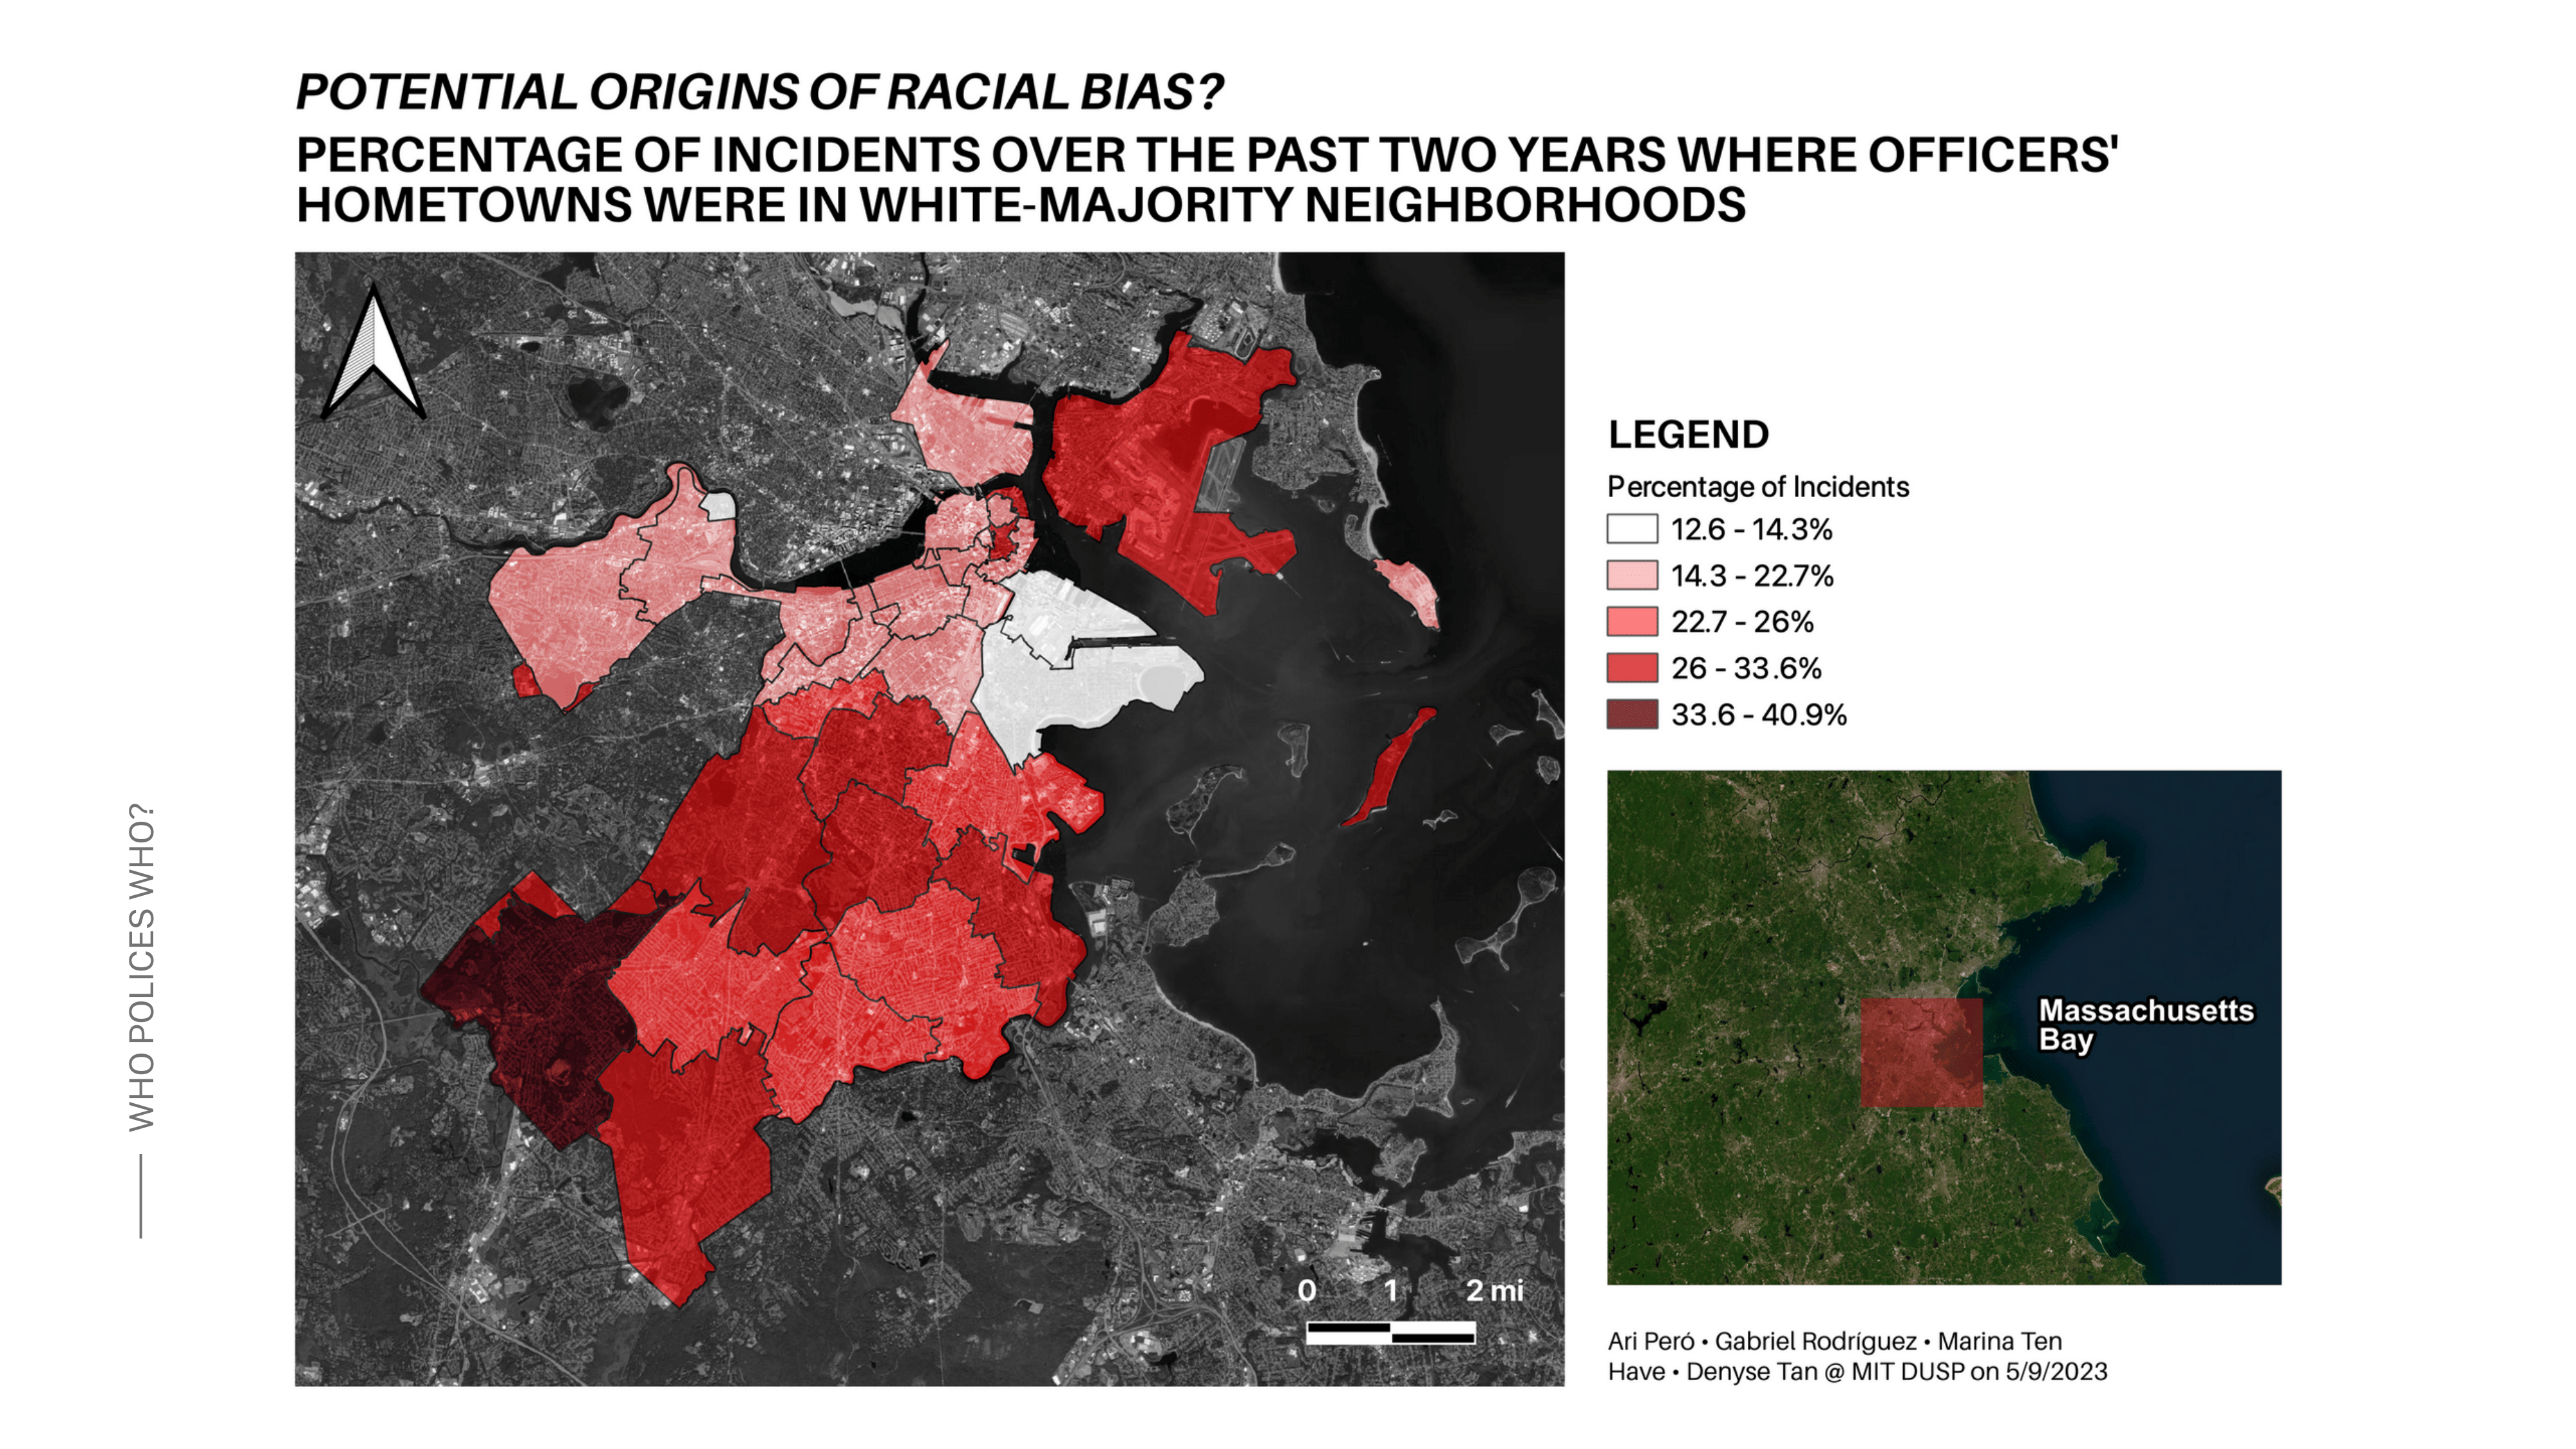 POTENTIAL ORIGINS OF RACIAL BIAS?
PERCENTAGE OF INCIDENTS OVER THE PAST TWO YEARS WHERE OFFICERS'
HOMETOWNS WERE IN WHITE-MAJORITY NEIGHBORHOODS
LEGEND
Percentage of Incidents
12.6 - 14.3%
14.3 - 22.7%
22.7 - 26%
26 - 33.6%
33.6 - 40.9%
WHO POLICES WHO?
Massachusetts
Bay
0 1 2 mi
Ari Peró • Gabriel Rodríguez • Marina Ten
Have • Denyse Tan @ MIT DUSP on 5/9/2023